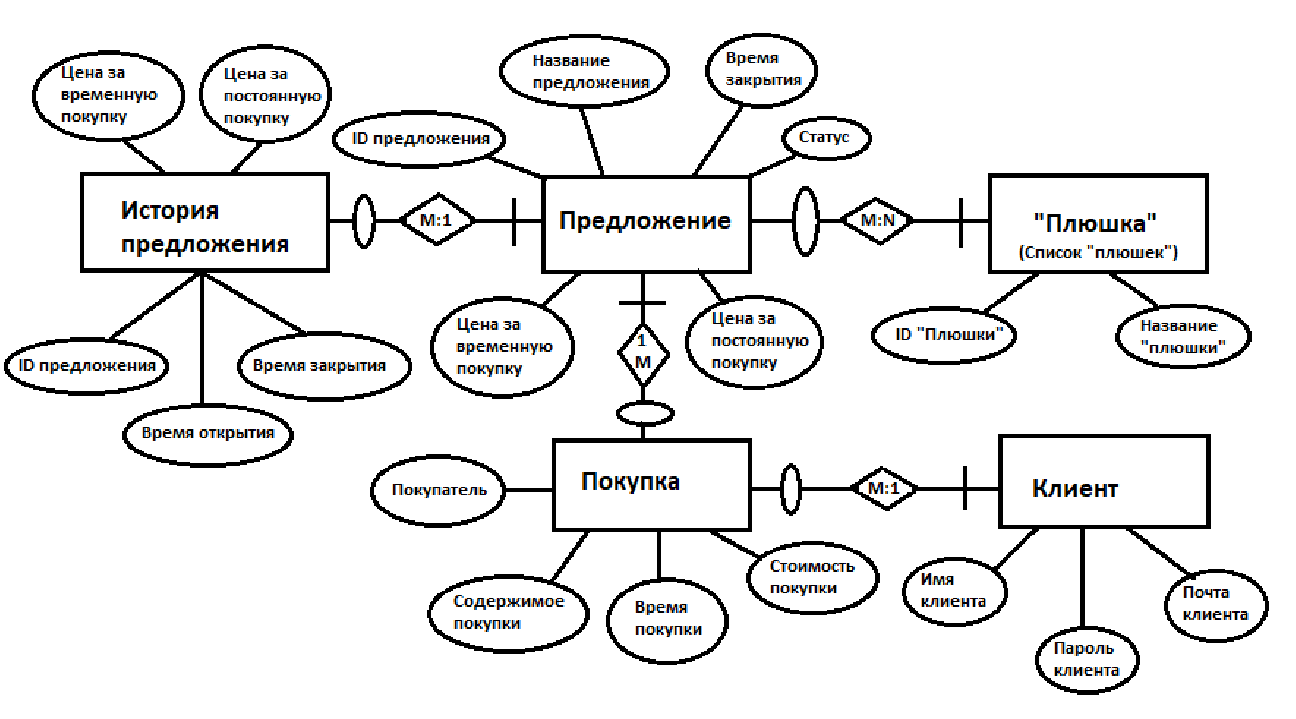 Цена за
временную
покупку
Цена за
постоянную
покупку
Название
предложения
Время
закрытия
ID предложения
Статус
История
предложения
M:1
Предложение
M:N
"Плюшка"
(Список "плюшек")
Цена за
временную
покупку
1
M
Цена за
постоянную
покупку
ID "Плюшки"
Название
"плюшки"
ID предложения
Время закрытия
Время открытия
Покупатель
Покупка
M:1
Клиент
Содержимое
покупки
Время
покупки
Стоимость
покупки
Имя
клиента
Пароль
клиента
Почта
клиента